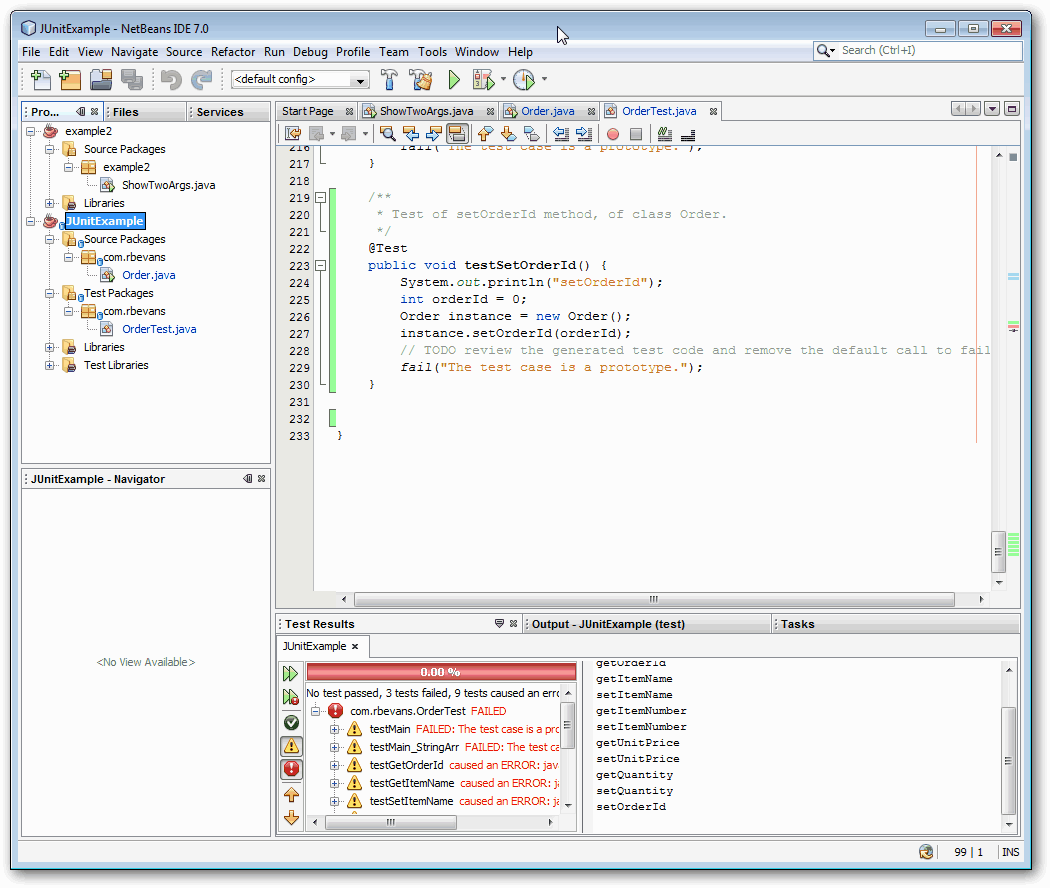 JUnitExample - NetBeans IDE 7.0
File Edit View Navigate Source Refactor Run Debug Profile Team Tools Window Help
Search (Ctrl+I)
<default config>
Pro...
Files
Services
example2
Source Packages
example2
ShowTwoArgs.java
Libraries
JUnitExample
Source Packages
com.rbevans
Order.java
Test Packages
com.rbevans
OrderTest.java
Libraries
Test Libraries
JUnitExample - Navigator
<No View Available>
Start Page ShowTwoArgs.java Order.java OrderTest.java
216 fail("The test case is a prototype.");
217 }
218
219 /**
220 * Test of setOrderId method, of class Order.
221 */
222 @Test
223 public void testSetOrderId() {
224 System.out.println("setOrderId");
225 int orderId = 0;
226 Order instance = new Order();
227 instance.setOrderId(orderId);
228 // TODO review the generated test code and remove the default call to fail
229 fail("The test case is a prototype.");
230 }
231
232
233 }
Test Results
Output - JUnitExample (test)
Tasks
JUnitExample
0.00 %
No test passed, 3 tests failed, 9 tests caused an erro
com.rbevans.OrderTest FAILED
testMain FAILED: The test case is a pro
testMain_StringArr FAILED: The test ca
testGetOrderId caused an ERROR: jav
testGetItemName caused an ERROR: j
testSetItemName caused an ERROR: j
getOrderId
getItemName
setItemName
getItemNumber
setItemNumber
getUnitPrice
setUnitPrice
getQuantity
setQuantity
setOrderId
99 | 1 INS